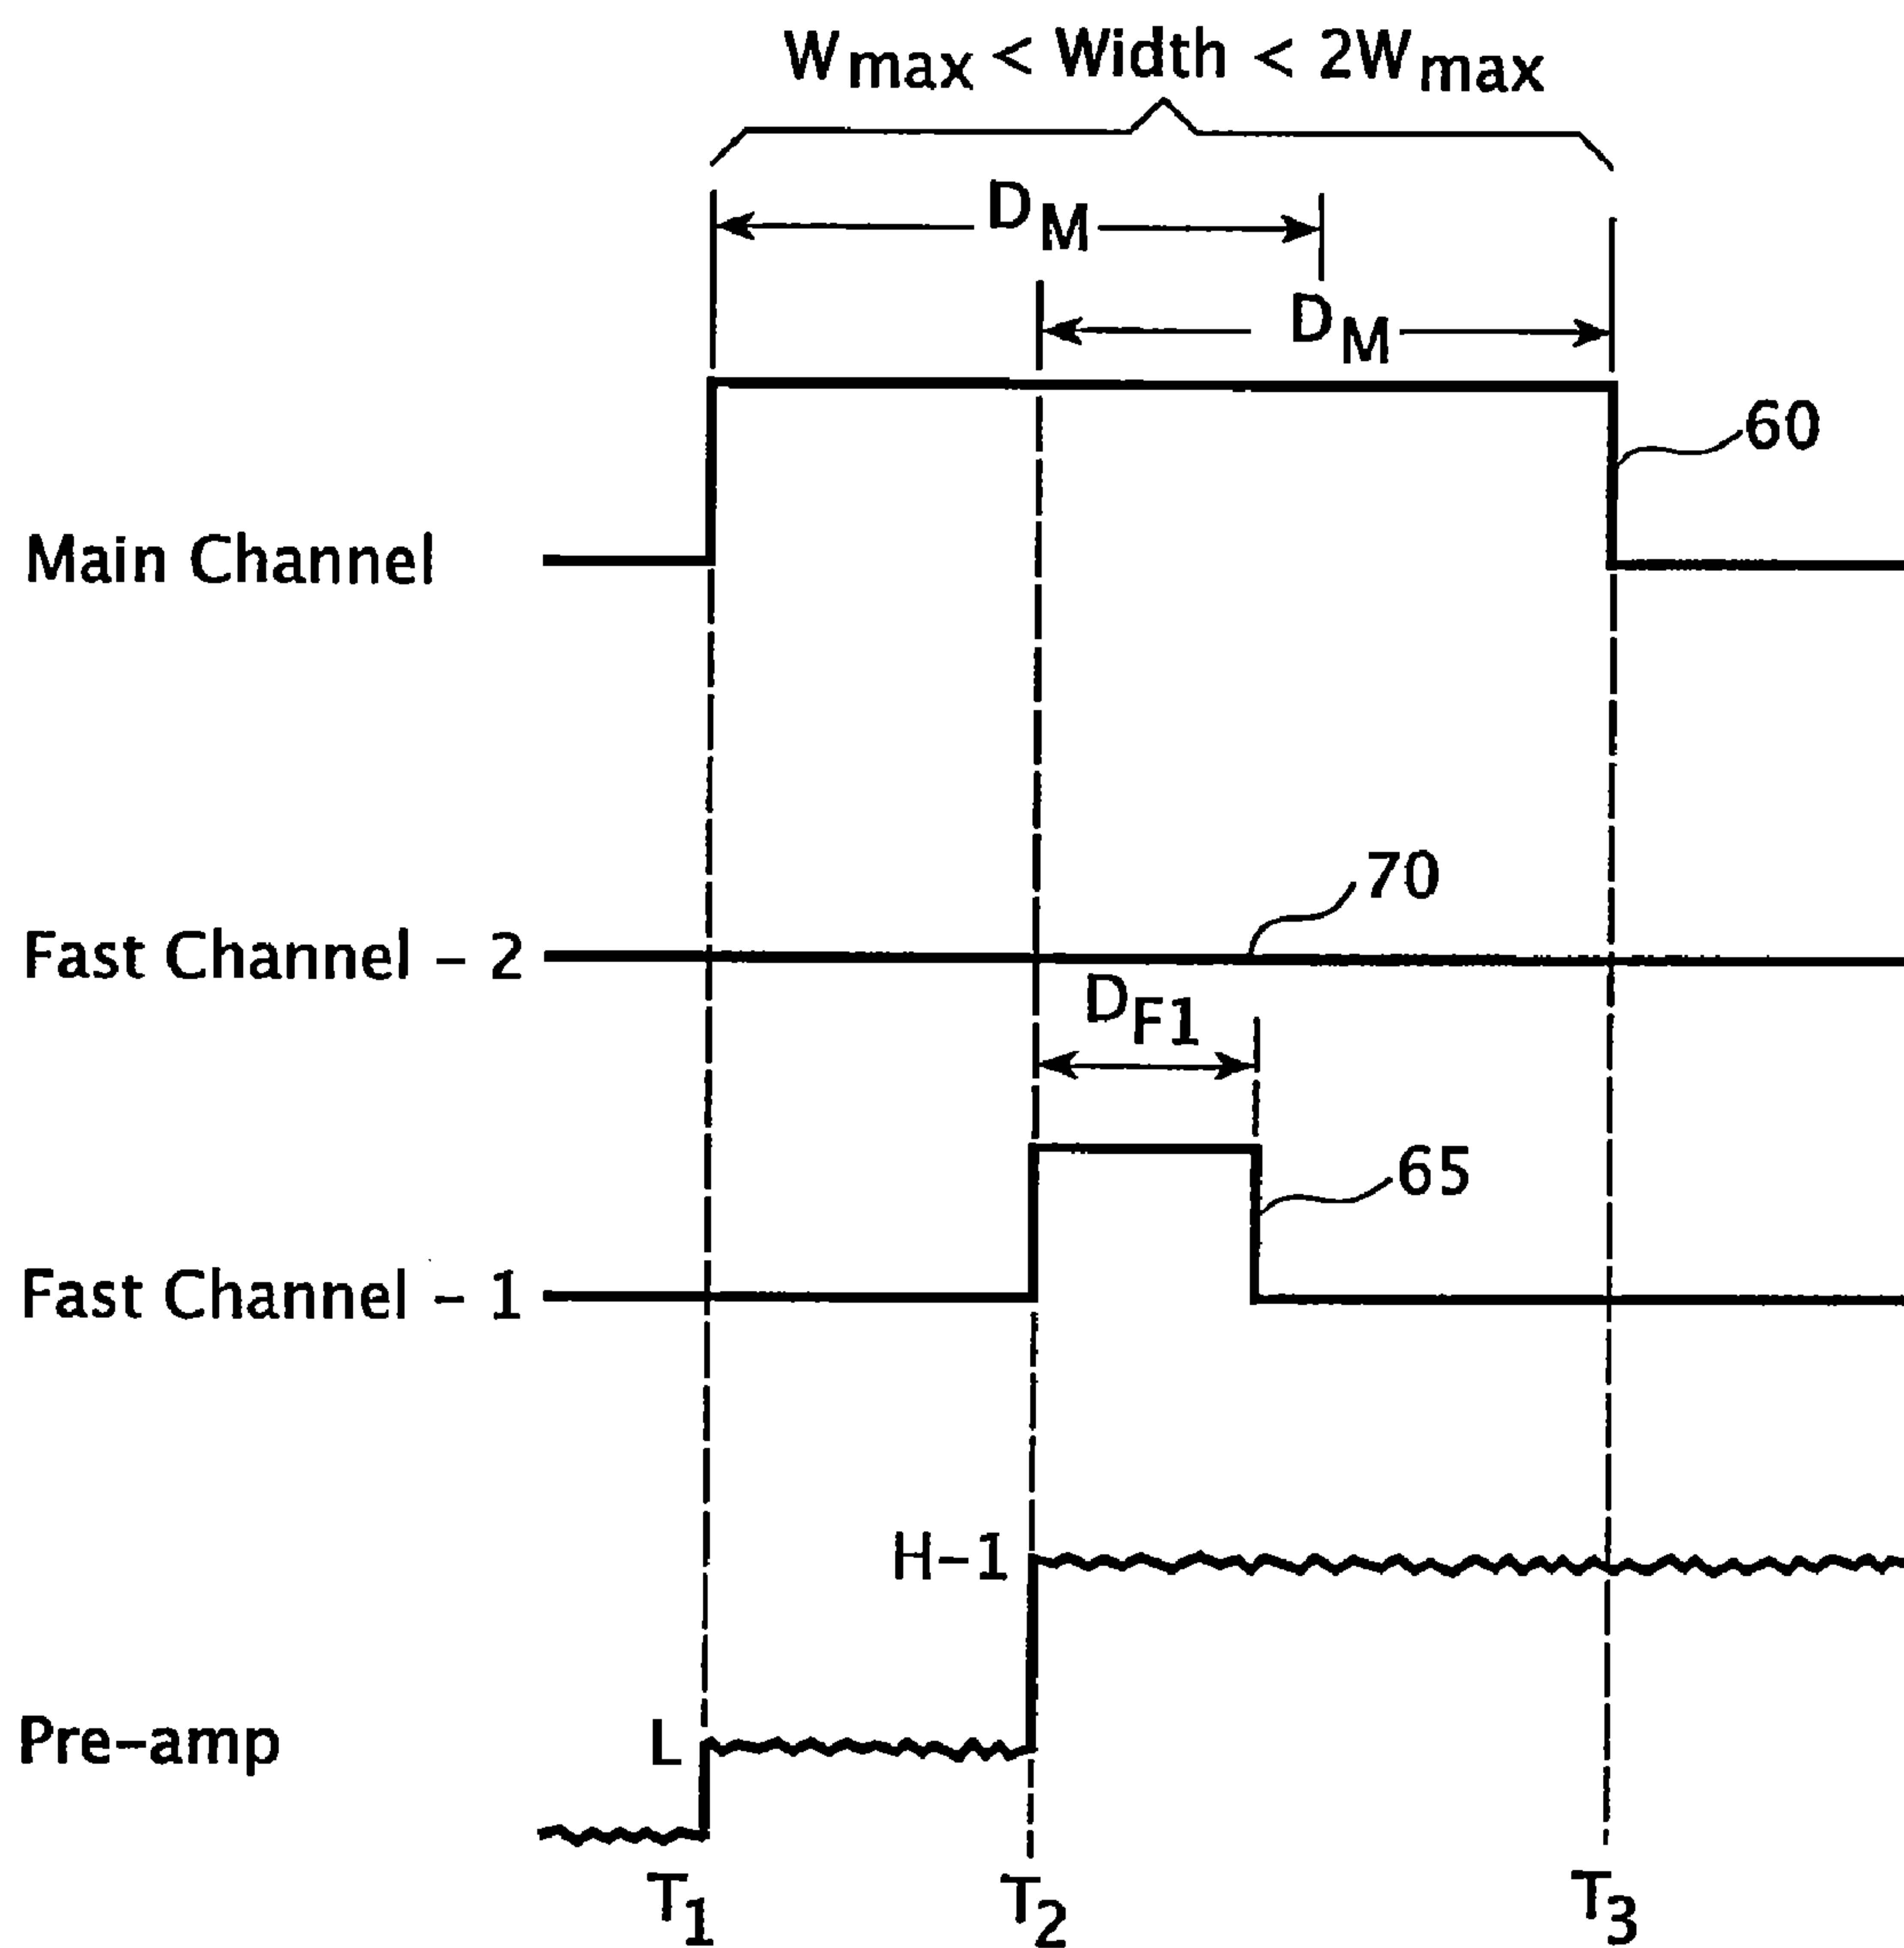 Wmax < Width < 2Wmax
DM
DM
60
Main Channel
70
Fast Channel - 2
DF1
65
Fast Channel - 1
H-1
L
Pre-amp
T1
T2
T3